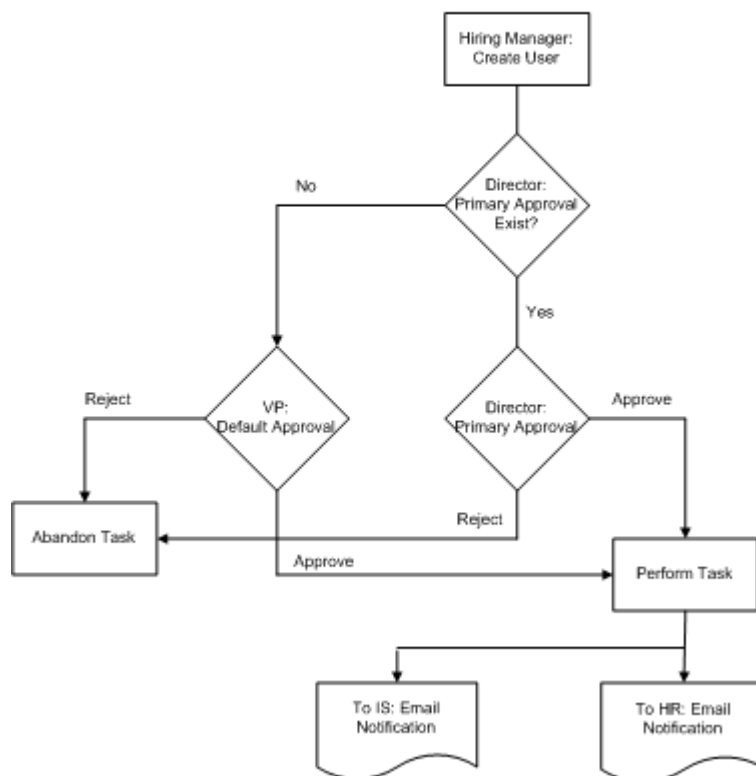 Hiring Manager:
Create User
No
Director:
Primary Approval
Exist?
Yes
Reject
VP:
Default Approval
Director:
Primary Approval
Approve
Abandon Task
Reject
Approve
Perform Task
To IS: Email
Notification
To HR: Email
Notification